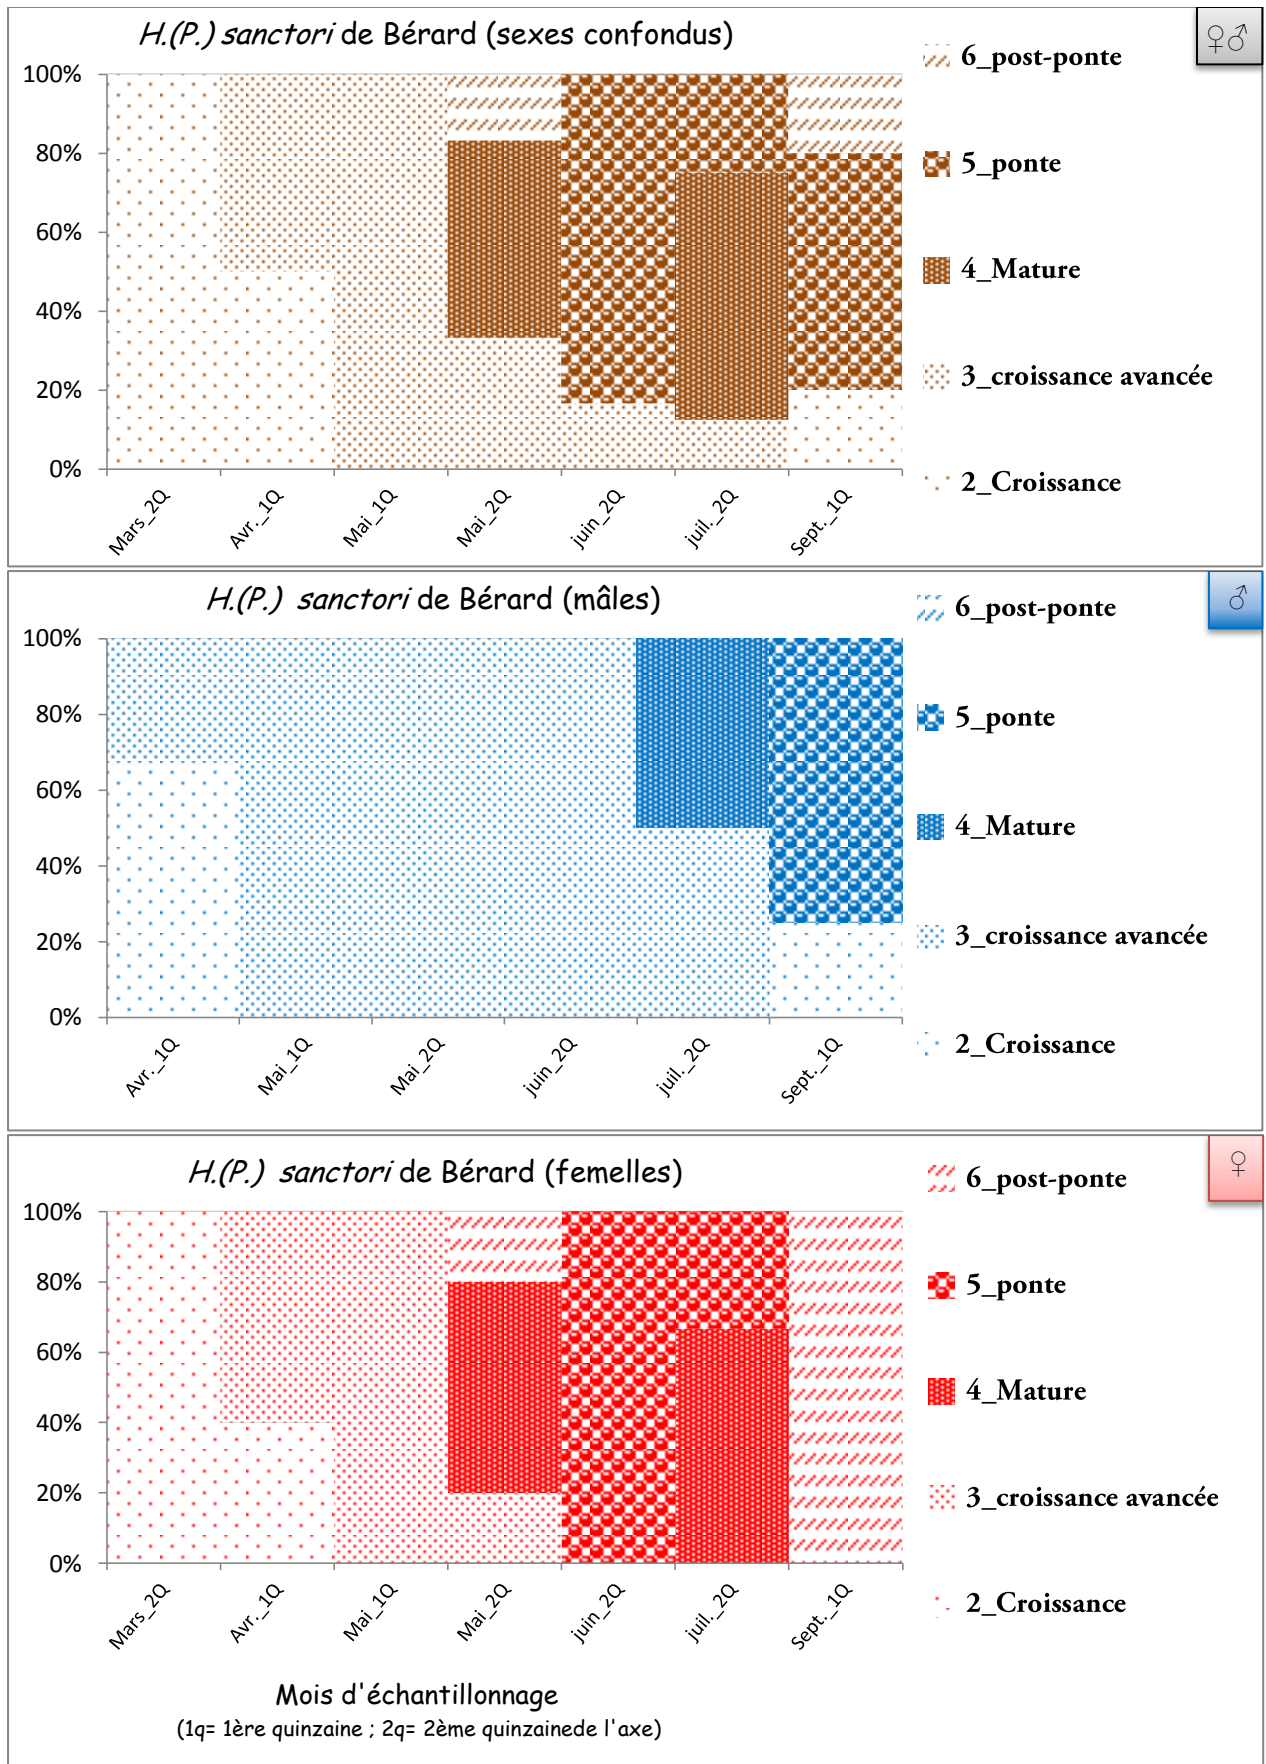 H.(P.) sanctori de Bérard (sexes confondus)
♀♂
100%
80%
60%
40%
20%
0%
Mars_2Q
Avr._1Q
Mai_1Q
Mai_2Q
juin_2Q
juil._2Q
Sept._1Q
6_post-ponte
5_ponte
4_Mature
3_croissance avancée
2_Croissance
H.(P.) sanctori de Bérard (mâles)
♂
100%
80%
60%
40%
20%
0%
Avr._1Q
Mai_1Q
Mai_2Q
juin_2Q
juil._2Q
Sept._1Q
6_post-ponte
5_ponte
4_Mature
3_croissance avancée
2_Croissance
H.(P.) sanctori de Bérard (femelles)
♀
100%
80%
60%
40%
20%
0%
Mars_2Q
Avr._1Q
Mai_1Q
Mai_2Q
juin_2Q
juil._2Q
Sept._1Q
6_post-ponte
5_ponte
4_Mature
3_croissance avancée
2_Croissance
Mois d'échantillonnage
(1q= 1ère quinzaine ; 2q= 2ème quinzainede l'axe)